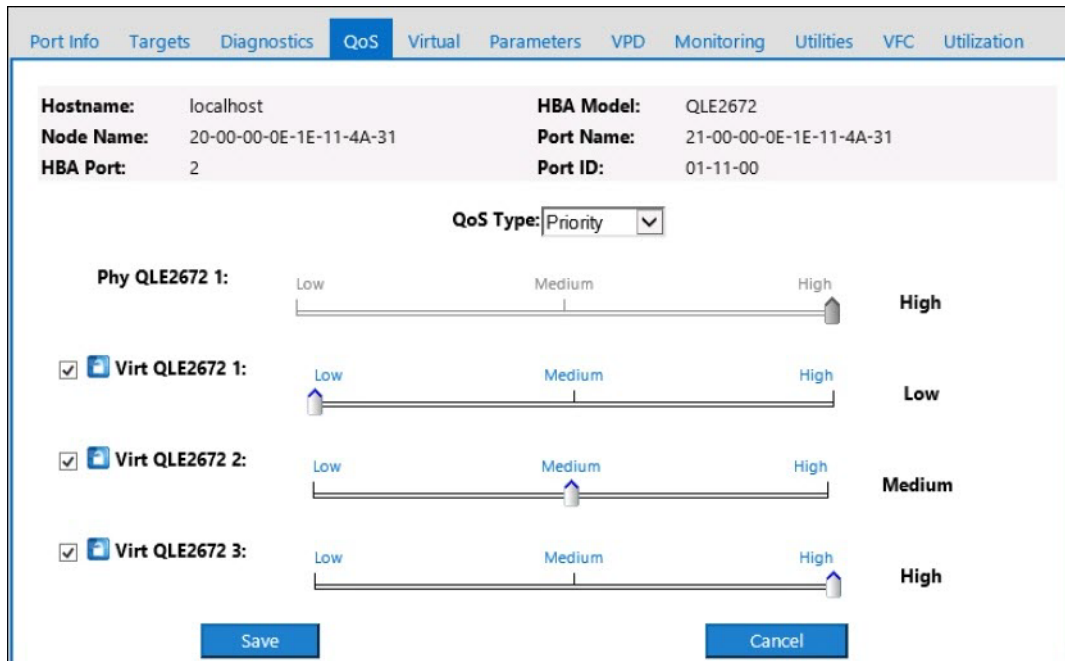 Port Info Targets Diagnostics QoS Virtual Parameters VPD Monitoring Utilities VFC Utilization
Hostname: localhost HBA Model: QLE2672
Node Name: 20-00-00-0E-1E-11-4A-31 Port Name: 21-00-00-0E-1E-11-4A-31
HBA Port: 2 Port ID: 01-11-00
QoS Type: Priority
Phy QLE2672 1: Low Medium High High
Virt QLE2672 1: Low Medium High Low
Virt QLE2672 2: Low Medium High Medium
Virt QLE2672 3: Low Medium High High
Save Cancel